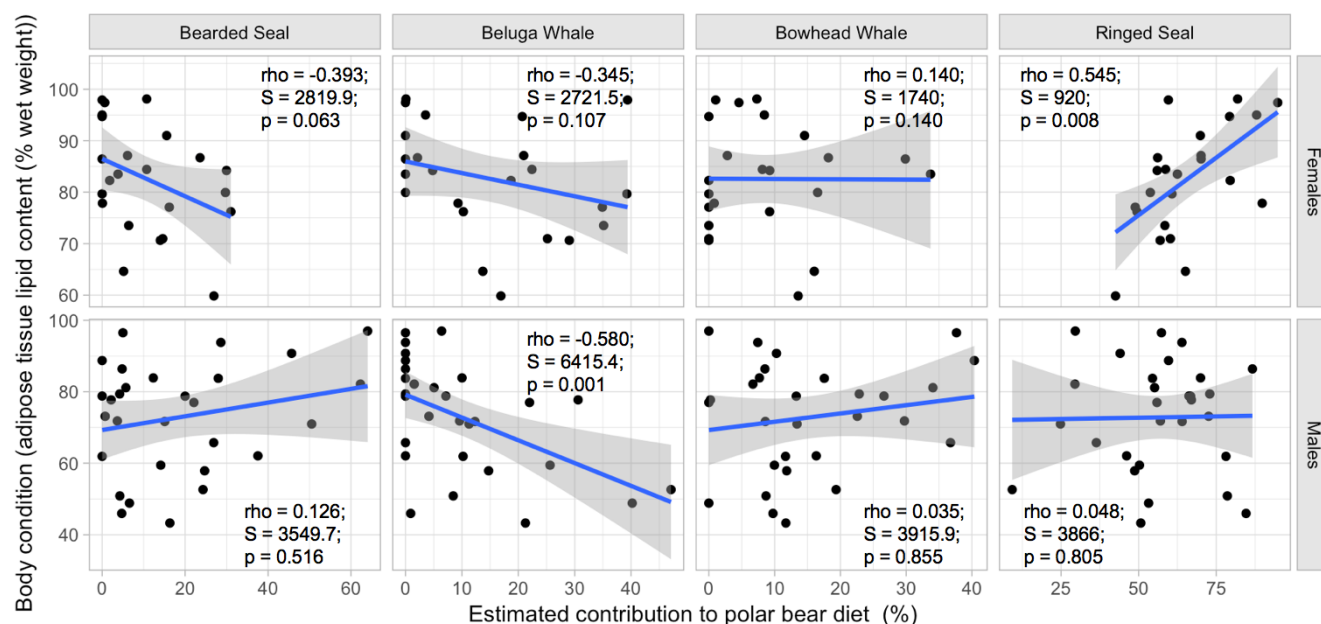 Bearded Seal
Beluga Whale
Bowhead Whale
Ringed Seal
Body condition (adipose tissue lipid content (% wet weight))
100
90
80
70
60
rho = -0.393;
S = 2819.9;
p = 0.063
rho = -0.345;
S = 2721.5;
p = 0.107
rho = 0.140;
S = 1740;
p = 0.140
rho = 0.545;
S = 920;
p = 0.008
Females
100
80
60
40
rho = 0.126;
S = 3549.7;
p = 0.516
rho = -0.580;
S = 6415.4;
p = 0.001
rho = 0.035;
S = 3915.9;
p = 0.855
rho = 0.048;
S = 3866;
p = 0.805
Males
0 20 40 60
0 10 20 30 40
0 10 20 30 40
25 50 75
Estimated contribution to polar bear diet (%)